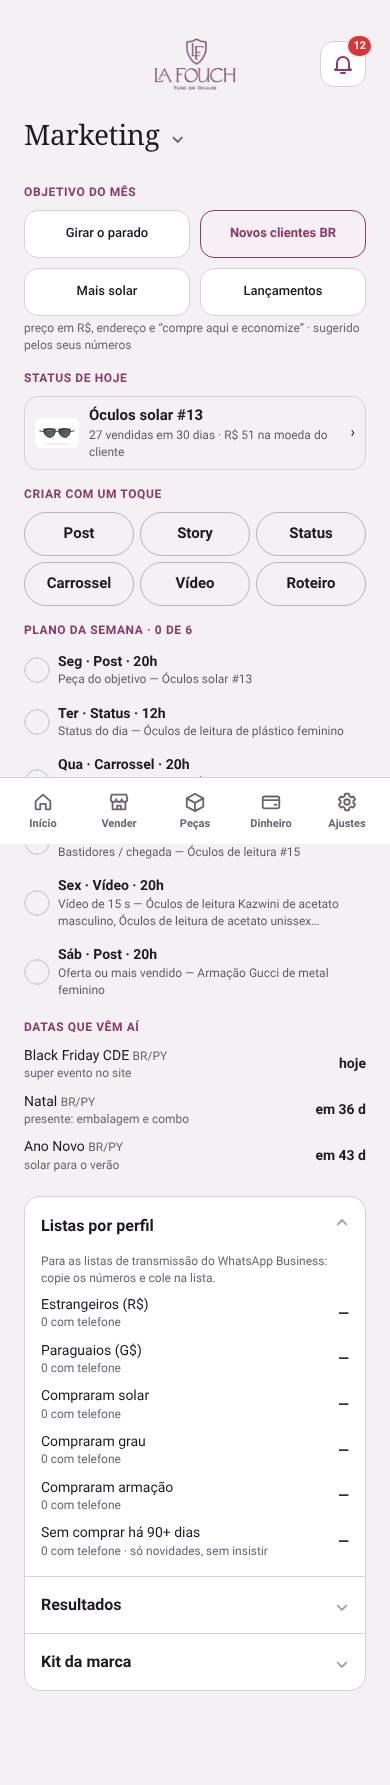 12
LA FOUCH
TUDO EM ÓCULOS
Marketing
OBJETIVO DO MÊS
Girar o parado
Novos clientes BR
Mais solar
Lançamentos
preço em R$, endereço e “compre aqui e economize” · sugerido
pelos seus números
STATUS DE HOJE
Óculos solar #13
27 vendidas em 30 dias · R$ 51 na moeda do
cliente
›
CRIAR COM UM TOQUE
Post
Story
Status
Carrossel
Vídeo
Roteiro
PLANO DA SEMANA · 0 DE 6
Seg · Post · 20h
Peça do objetivo — Óculos solar #13
Ter · Status · 12h
Status do dia — Óculos de leitura de plástico feminino
Qua · Carrossel · 20h
Início
Vender
Peças
Dinheiro
Ajustes
Bastidores / chegada — Óculos de leitura #15
Sex · Vídeo · 20h
Vídeo de 15 s — Óculos de leitura Kazwini de acetato
masculino, Óculos de leitura de acetato unissex…
Sáb · Post · 20h
Oferta ou mais vendido — Armação Gucci de metal
feminino
DATAS QUE VÊM AÍ
Black Friday CDE BR/PY
super evento no site
hoje
Natal BR/PY
presente: embalagem e combo
em 36 d
Ano Novo BR/PY
solar para o verão
em 43 d
Listas por perfil
Para as listas de transmissão do WhatsApp Business:
copie os números e cole na lista.
Estrangeiros (R$)
0 com telefone
–
Paraguaios (G$)
0 com telefone
–
Compraram solar
0 com telefone
–
Compraram grau
0 com telefone
–
Compraram armação
0 com telefone
–
Sem comprar há 90+ dias
0 com telefone · só novidades, sem insistir
–
Resultados
Kit da marca